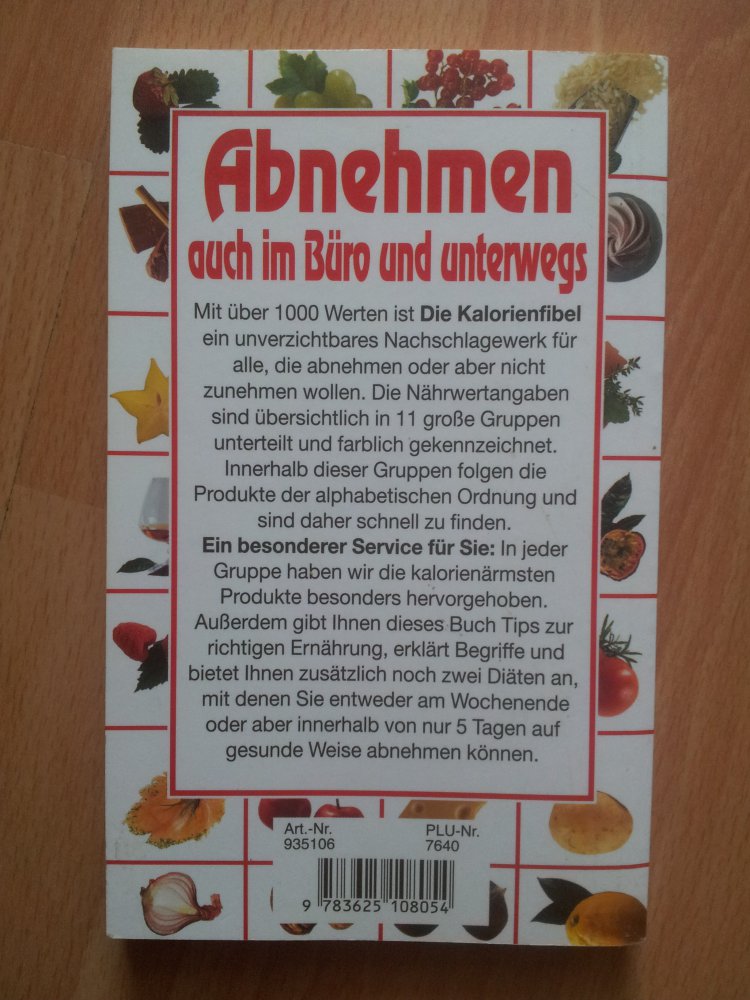 Abnehmen
auch im Büro und unterwegs
Mit über 1000 Werten ist Die Kalorienfibel
ein unverzichtbares Nachschlagewerk für
alle, die abnehmen oder aber nicht
zunehmen wollen. Die Nährwertangaben
sind übersichtlich in 11 große Gruppen
unterteilt und farblich gekennzeichnet.
Innerhalb dieser Gruppen folgen die
Produkte der alphabetischen Ordnung und
sind daher schnell zu finden.
Ein besonderer Service für Sie: In jeder
Gruppe haben wir die kalorienärmsten
Produkte besonders hervorgehoben.
Außerdem gibt Ihnen dieses Buch Tips zur
richtigen Ernährung, erklärt Begriffe und
bietet Ihnen zusätzlich noch zwei Diäten an,
mit denen Sie entweder am Wochenende
oder aber innerhalb von nur 5 Tagen auf
gesunde Weise abnehmen können.
Art.-Nr. PLU-Nr.
935106 7640
9 783625 108054